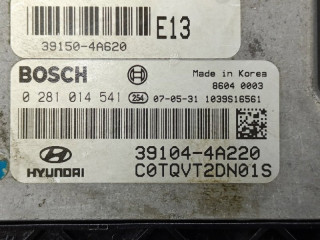 E13
39150-4A620
BOSCH
Made in Korea
8604 0003
0 281 014 541 254 07-05-31 1039S16561
39104-4A220
HYUNDAI
C0TQVT2DN01S